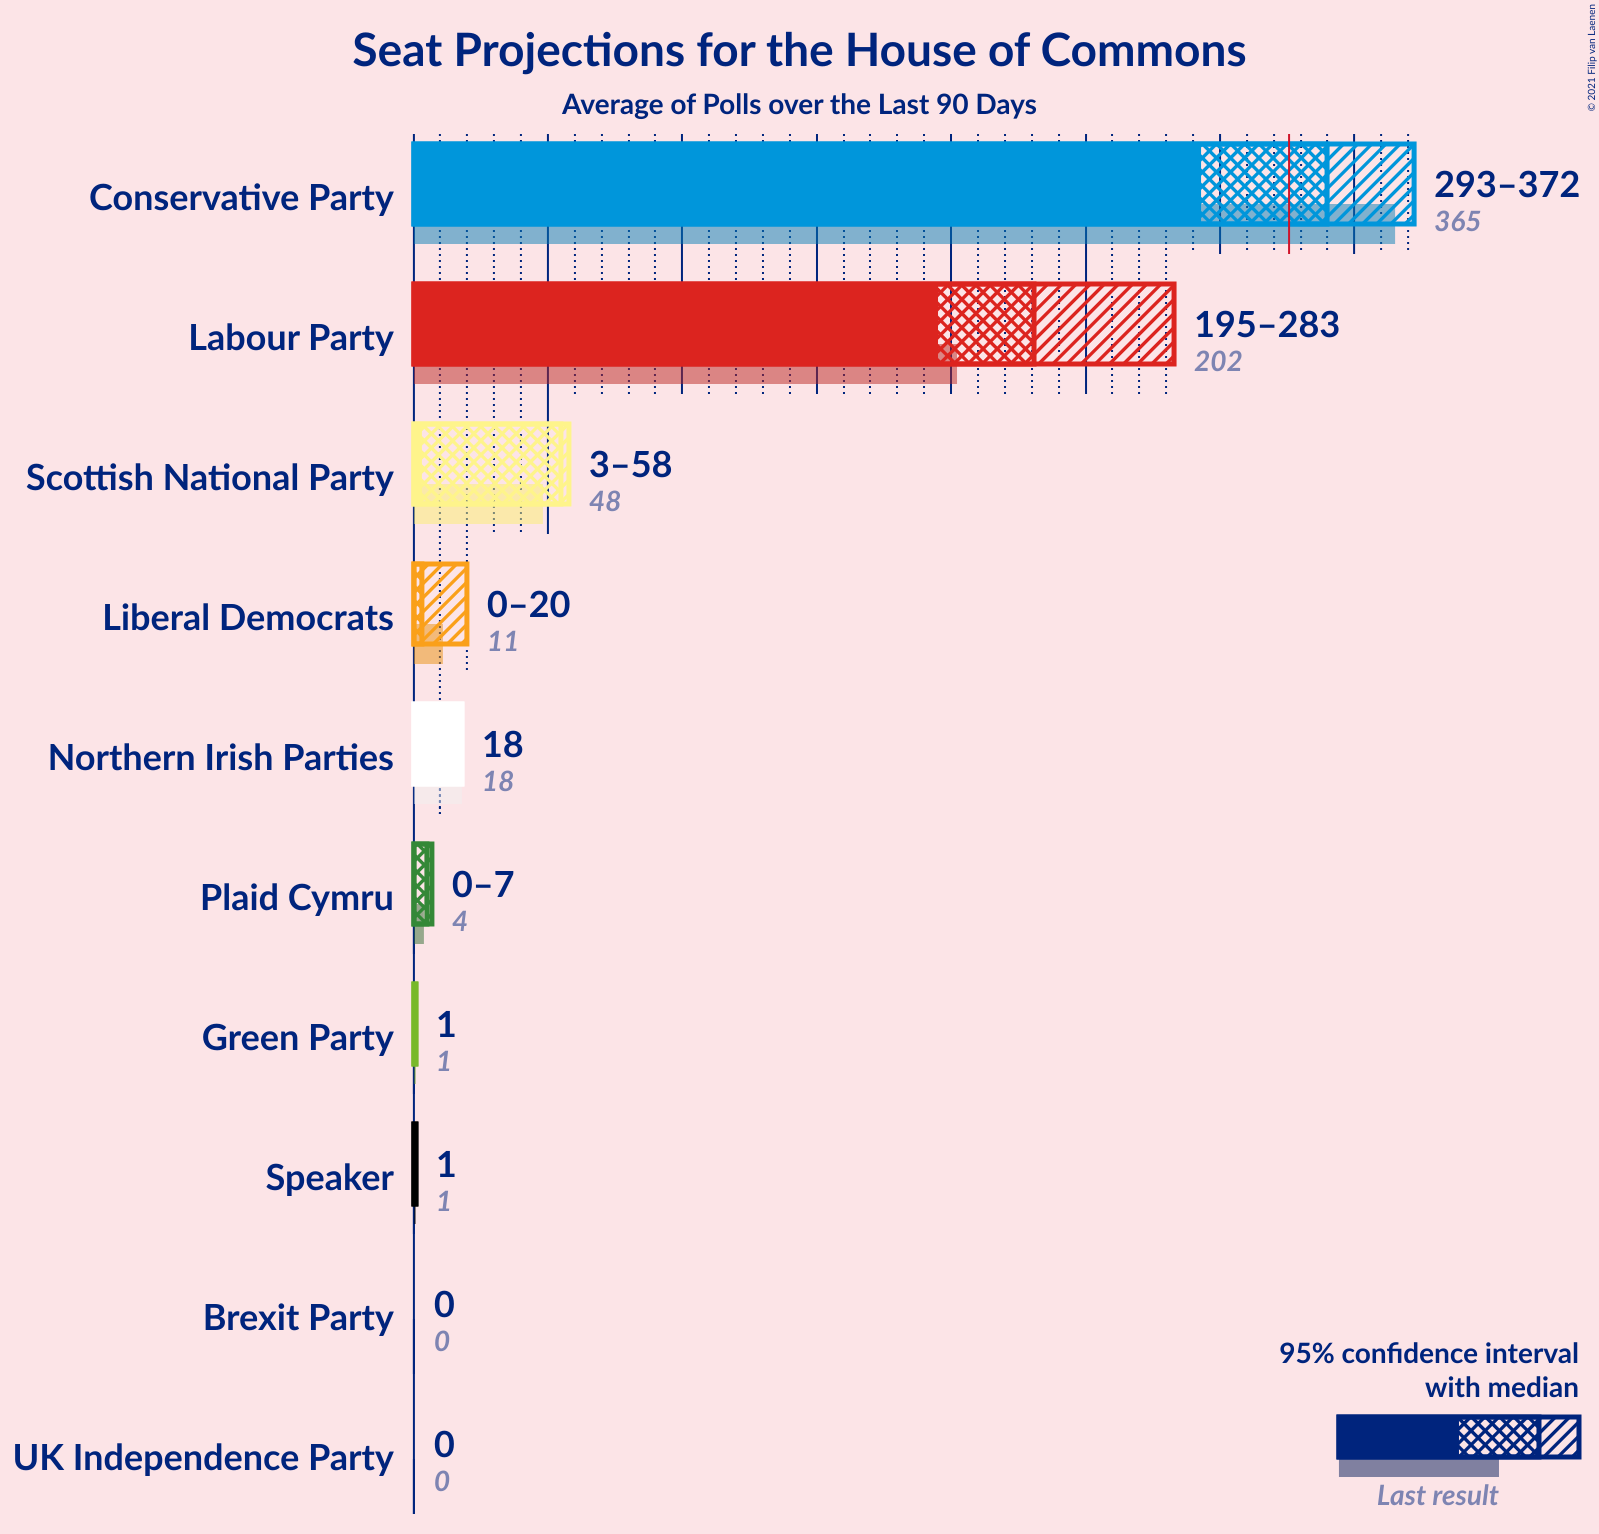 Seat Projections for the House of Commons
Average of Polls over the Last 90 Days
© 2021 Filip van Laenen
Conservative Party
293–372
365
Labour Party
195–283
202
Scottish National Party
3–58
48
Liberal Democrats
0–20
11
Northern Irish Parties
18
18
Plaid Cymru
0–7
4
Green Party
1
1
Speaker
1
1
Brexit Party
0
0
UK Independence Party
0
0
95% confidence interval
with median
Last result